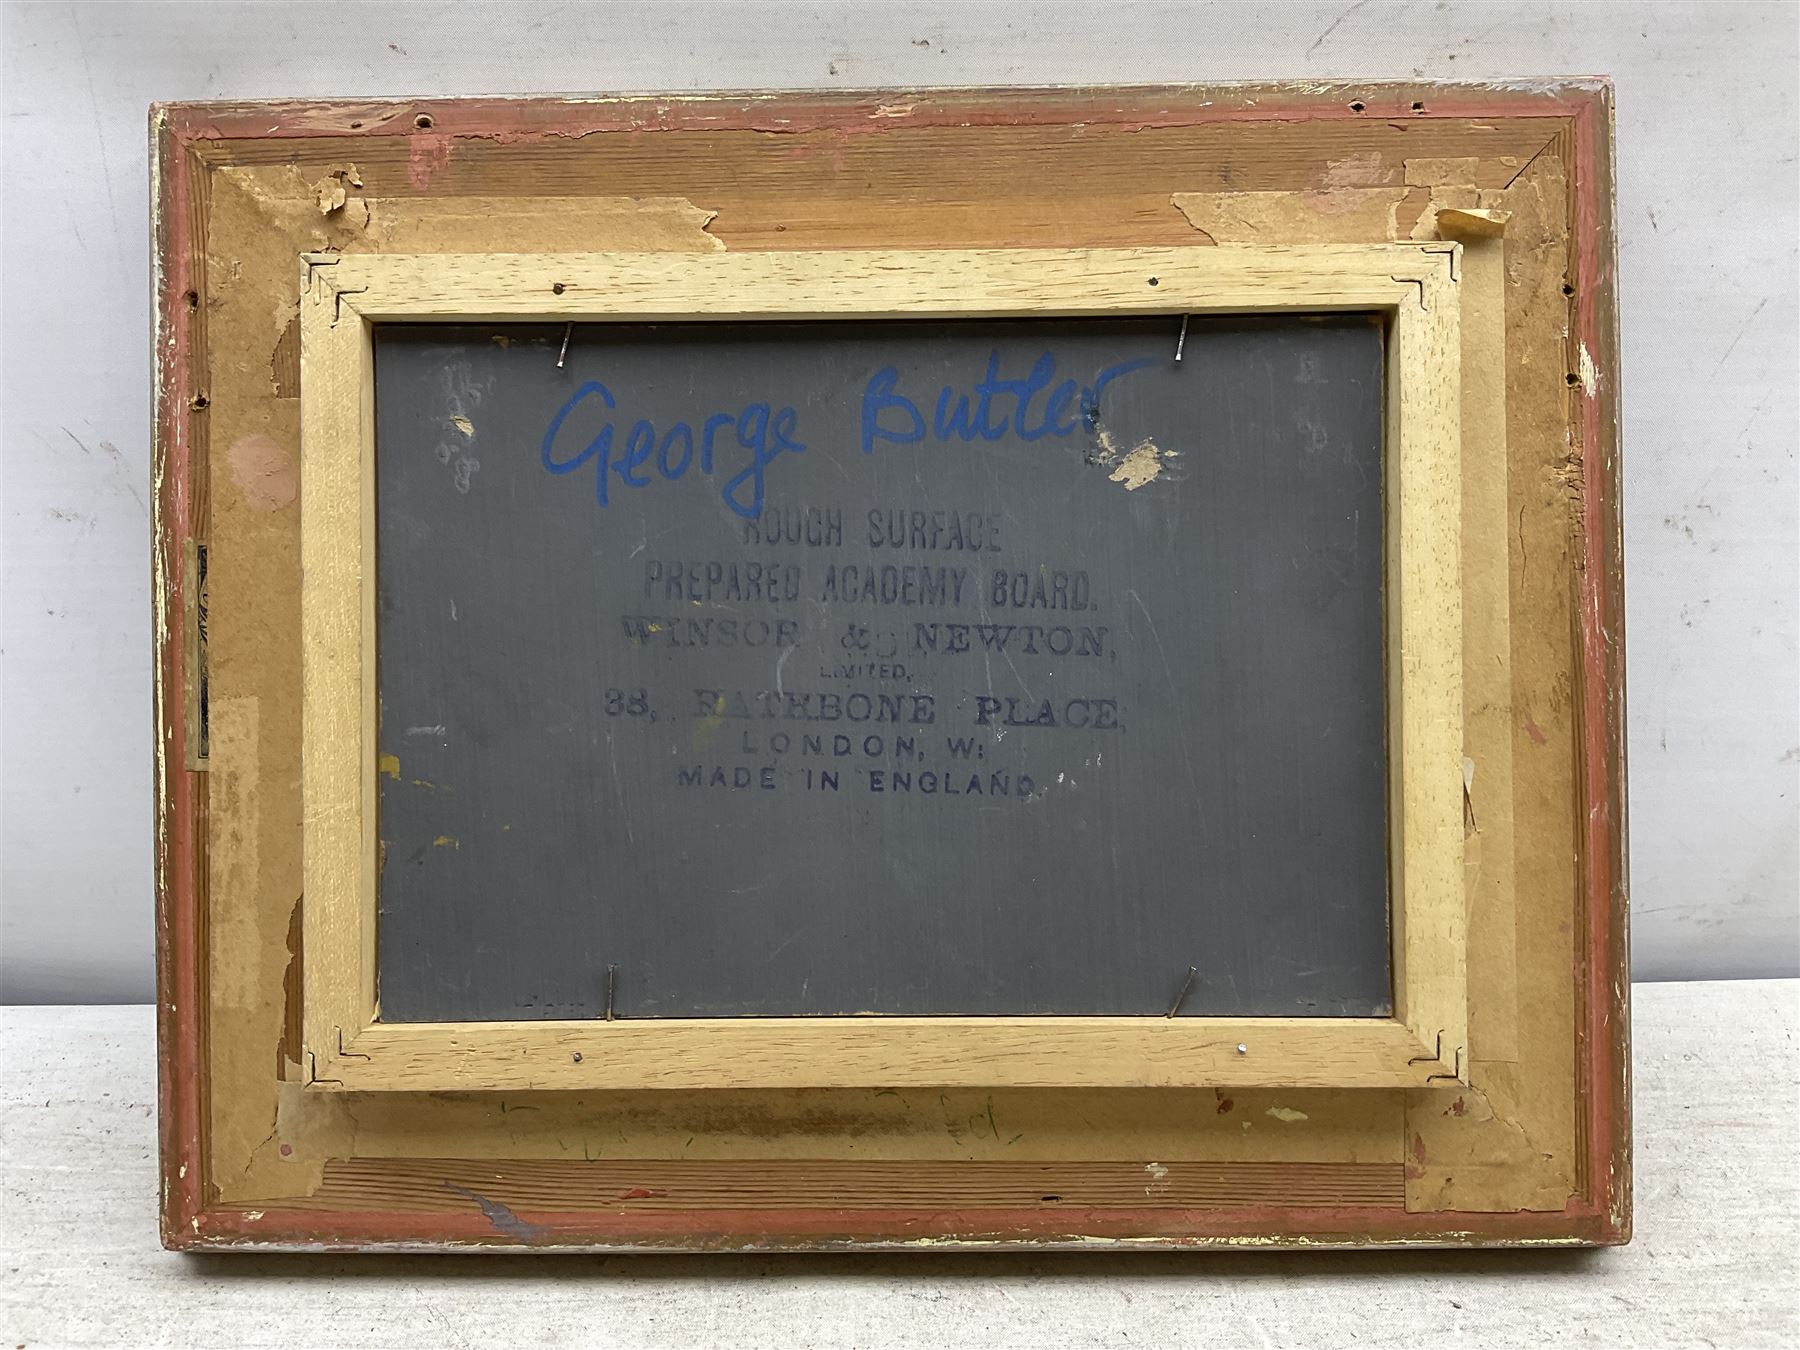 George Butler
ROUGH SURFACE
PREPARED ACADEMY BOARD.
WINSOR & NEWTON,
LIMITED,
38, RATHBONE PLACE,
LONDON, W.
MADE IN ENGLAND.